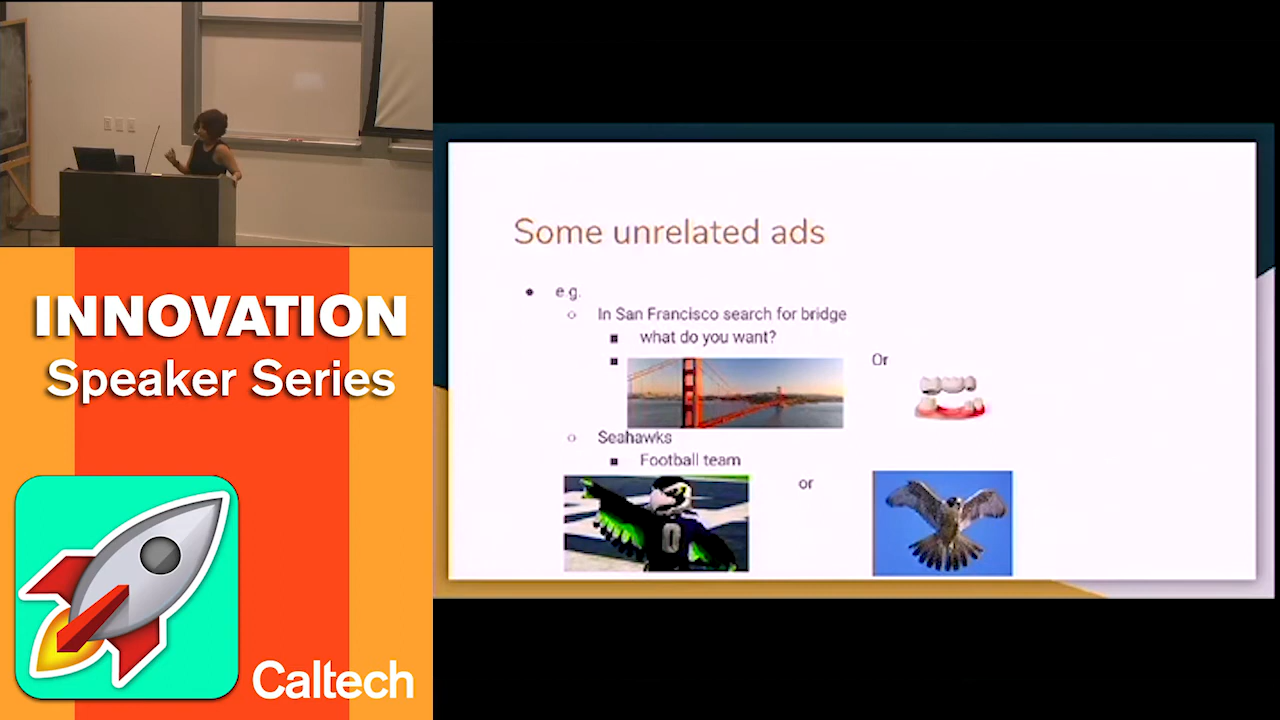 INNOVATION
Speaker Series
Caltech
Some unrelated ads
e.g.
In San Francisco search for bridge
what do you want?
Or
Seahawks
Football team
or
0